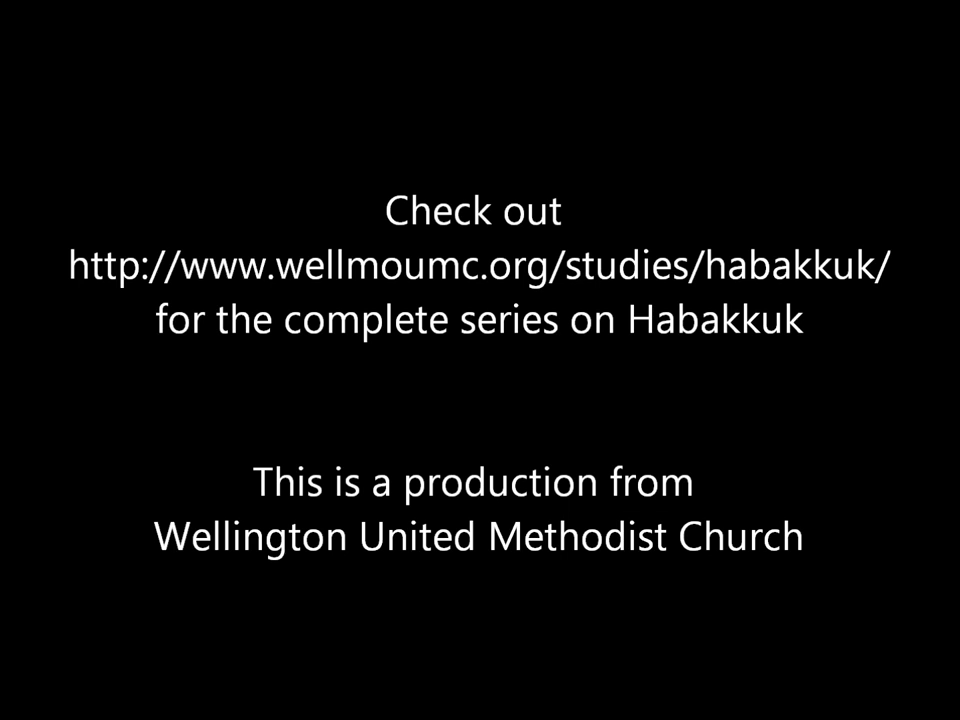 Check out
http://www.wellmoumc.org/studies/habakkuk/
for the complete series on Habakkuk
This is a production from
Wellington United Methodist Church